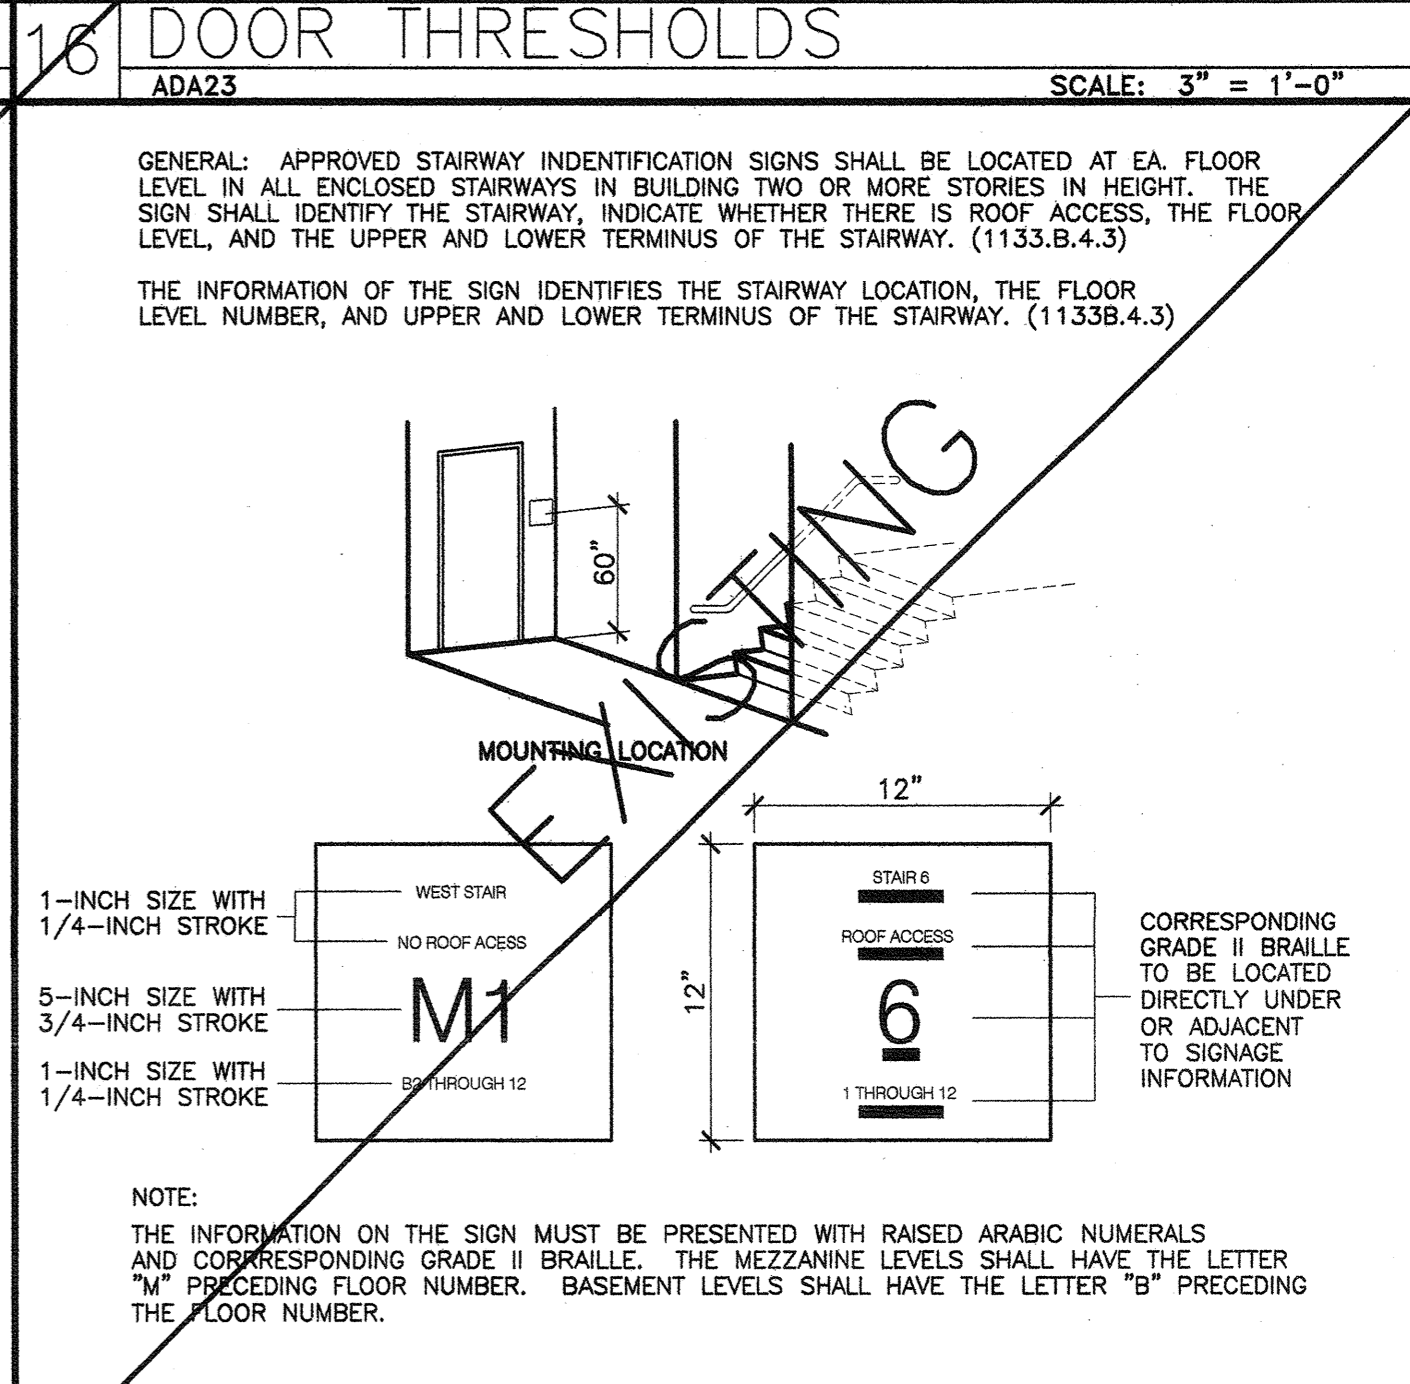 16 DOOR THRESHOLDS
ADA23 SCALE: 3" = 1'-0"
GENERAL: APPROVED STAIRWAY INDENTIFICATION SIGNS SHALL BE LOCATED AT EA. FLOOR
LEVEL IN ALL ENCLOSED STAIRWAYS IN BUILDING TWO OR MORE STORIES IN HEIGHT. THE
SIGN SHALL IDENTIFY THE STAIRWAY, INDICATE WHETHER THERE IS ROOF ACCESS, THE FLOOR
LEVEL, AND THE UPPER AND LOWER TERMINUS OF THE STAIRWAY. (1133.B.4.3)
THE INFORMATION OF THE SIGN IDENTIFIES THE STAIRWAY LOCATION, THE FLOOR
LEVEL NUMBER, AND UPPER AND LOWER TERMINUS OF THE STAIRWAY. (1133B.4.3)
60"
EXISTING
MOUNTING LOCATION
12"
12"
1-INCH SIZE WITH
1/4-INCH STROKE
5-INCH SIZE WITH
3/4-INCH STROKE
1-INCH SIZE WITH
1/4-INCH STROKE
WEST STAIR
NO ROOF ACESS
M1
B2 THROUGH 12
STAIR 6
ROOF ACCESS
6
1 THROUGH 12
CORRESPONDING
GRADE II BRAILLE
TO BE LOCATED
DIRECTLY UNDER
OR ADJACENT
TO SIGNAGE
INFORMATION
NOTE:
THE INFORMATION ON THE SIGN MUST BE PRESENTED WITH RAISED ARABIC NUMERALS
AND CORRRESPONDING GRADE II BRAILLE. THE MEZZANINE LEVELS SHALL HAVE THE LETTER
"M" PRECEDING FLOOR NUMBER. BASEMENT LEVELS SHALL HAVE THE LETTER "B" PRECEDING
THE FLOOR NUMBER.